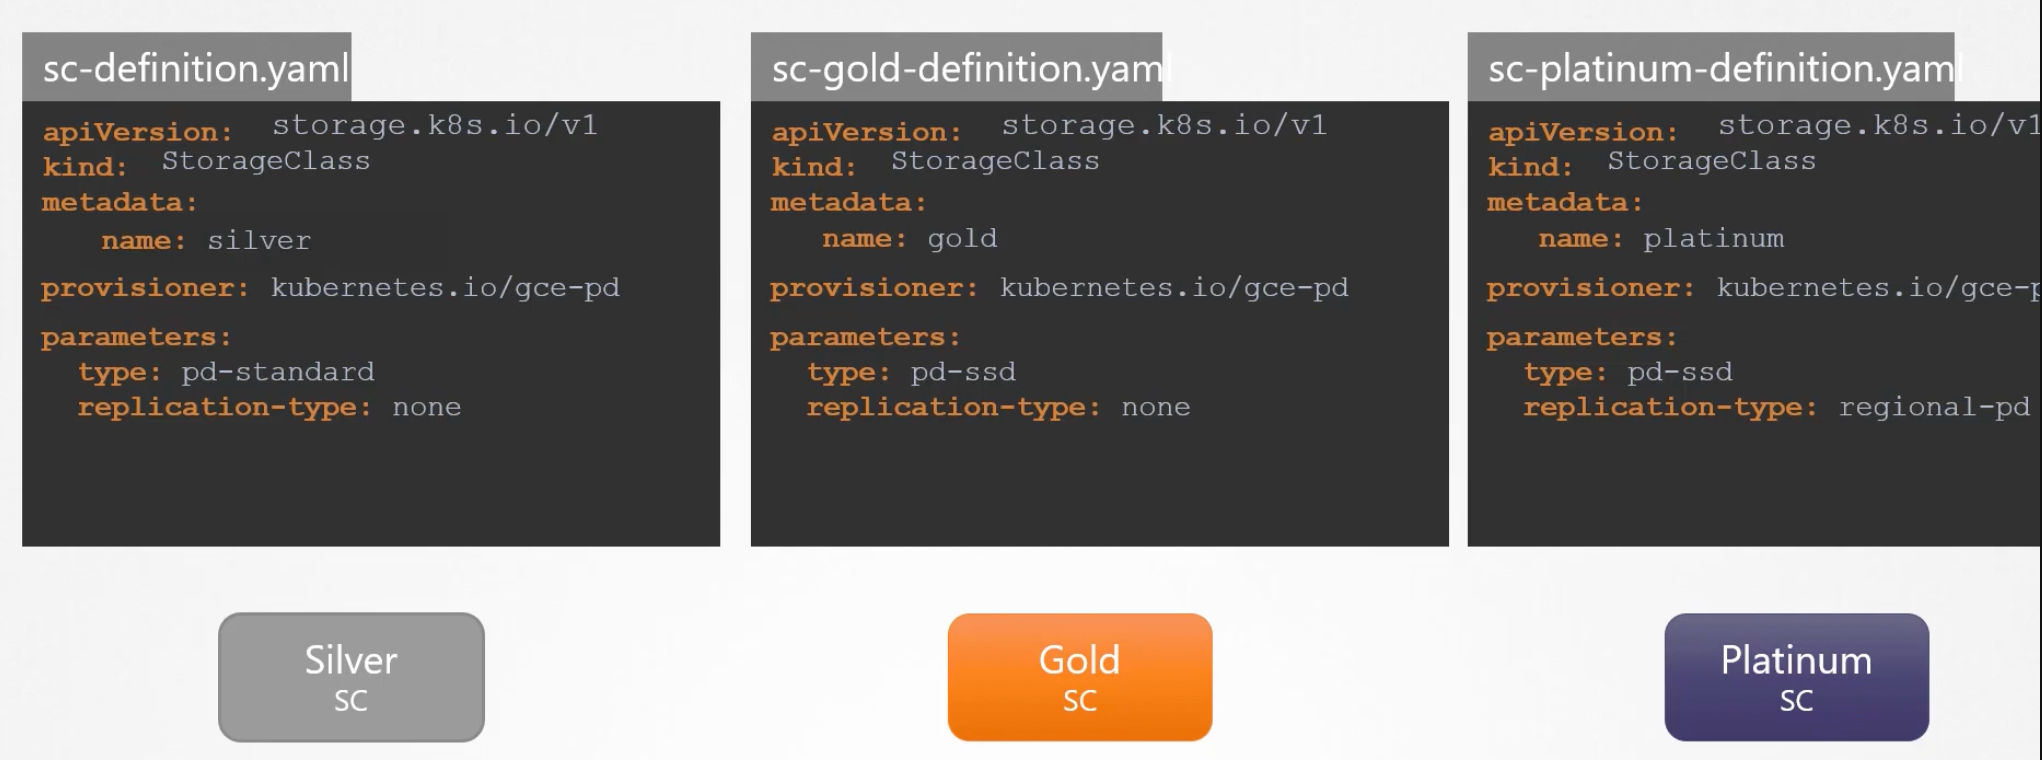 sc-definition.yaml
apiVersion: storage.k8s.io/v1
kind: StorageClass
metadata:
name: silver
provisioner: kubernetes.io/gce-pd
parameters:
type: pd-standard
replication-type: none
Silver
SC
sc-gold-definition.yaml
apiVersion: storage.k8s.io/v1
kind: StorageClass
metadata:
name: gold
provisioner: kubernetes.io/gce-pd
parameters:
type: pd-ssd
replication-type: none
Gold
SC
sc-platinum-definition.yaml
apiVersion: storage.k8s.io/v1
kind: StorageClass
metadata:
name: platinum
provisioner: kubernetes.io/gce-p
parameters:
type: pd-ssd
replication-type: regional-pd
Platinum
SC